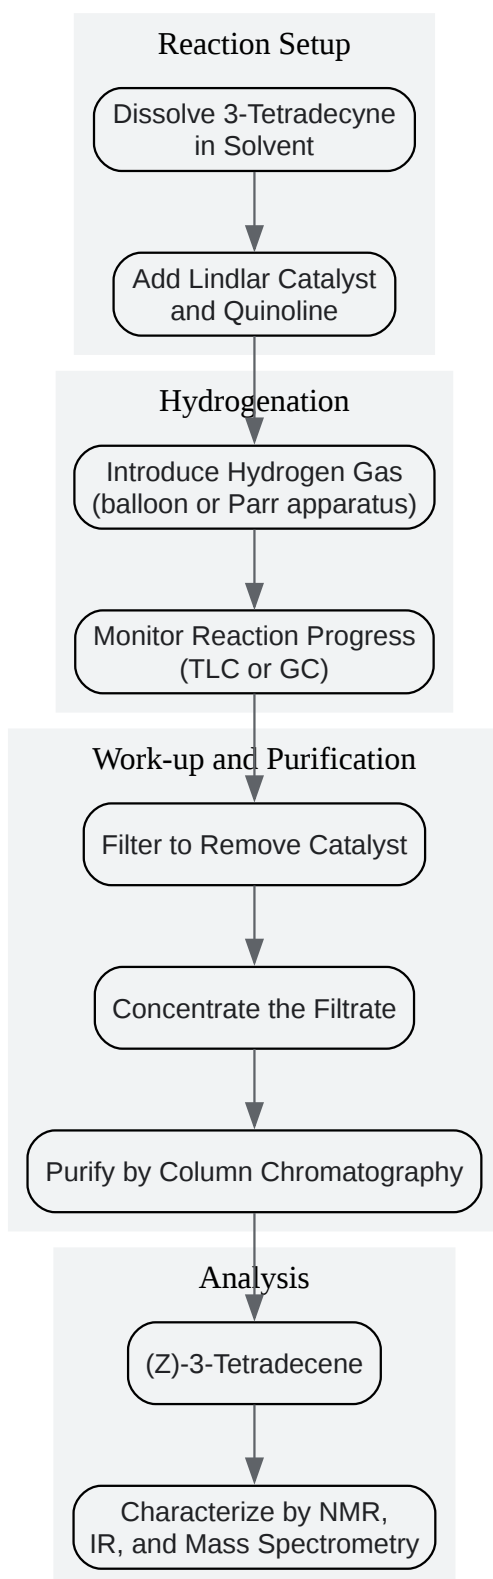 Reaction Setup
Dissolve 3-Tetradecyne
in Solvent
Add Lindlar Catalyst
and Quinoline
Hydrogenation
Introduce Hydrogen Gas
(balloon or Parr apparatus)
Monitor Reaction Progress
(TLC or GC)
Work-up and Purification
Filter to Remove Catalyst
Concentrate the Filtrate
Purify by Column Chromatography
Analysis
(Z)-3-Tetradecene
Characterize by NMR,
IR, and Mass Spectrometry